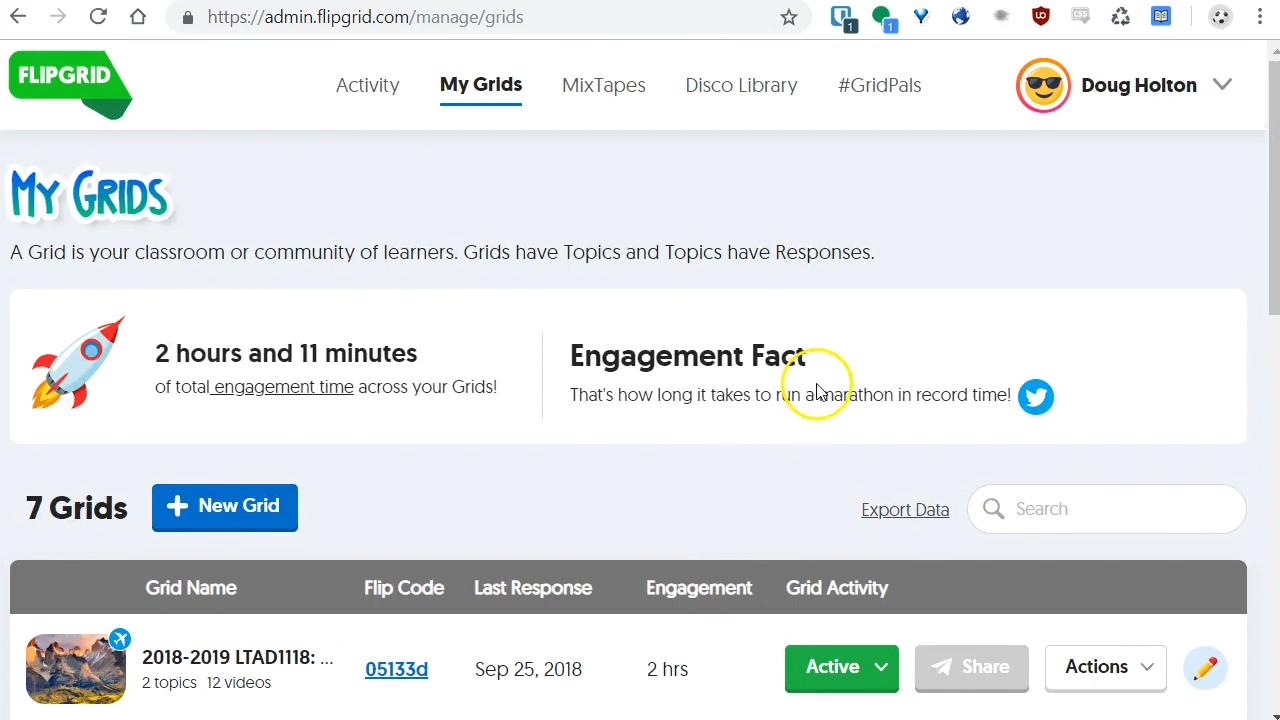 https://admin.flipgrid.com/manage/grids
1
1
CSS
FLIPGRID
Activity
My Grids
MixTapes
Disco Library
#GridPals
Doug Holton
My Grids
A Grid is your classroom or community of learners. Grids have Topics and Topics have Responses.
2 hours and 11 minutes
of total engagement time across your Grids!
Engagement Fact
That's how long it takes to run a marathon in record time!
7 Grids
New Grid
Export Data
Search
Grid Name
Flip Code
Last Response
Engagement
Grid Activity
2018-2019 LTAD1118: ...
2 topics 12 videos
05133d
Sep 25, 2018
2 hrs
Active
Share
Actions